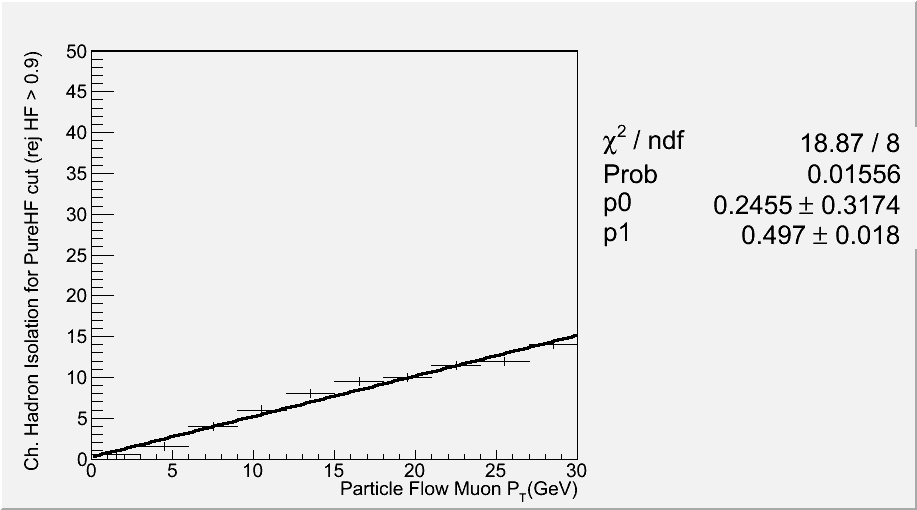 Ch. Hadron Isolation for PureHF cut (rej HF > 0.9)
50
45
40
35
30
25
20
15
10
5
0
0 5 10 15 20 25 30
Particle Flow Muon P_T(GeV)
χ² / ndf 18.87 / 8
Prob 0.01556
p0 0.2455 ± 0.3174
p1 0.497 ± 0.018